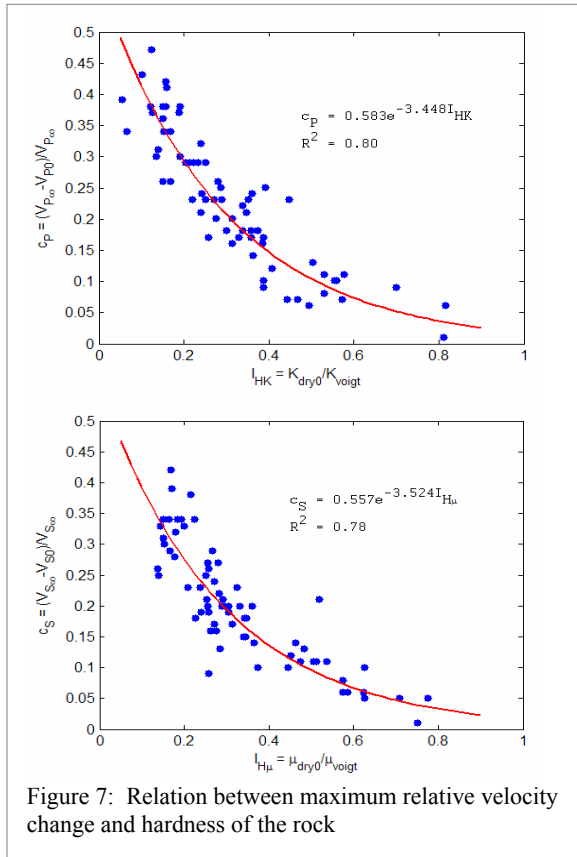 0.5
0.45
0.4
0.35
0.3
0.25
0.2
0.15
0.1
0.05
0
c_P = (V_P∞-V_P0)/V_P∞
c_p = 0.583e^-3.448I_HK
R^2 = 0.80
0 0.2 0.4 0.6 0.8 1
I_HK = K_dry0/K_voigt
0.5
0.45
0.4
0.35
0.3
0.25
0.2
0.15
0.1
0.05
0
c_S = (V_S∞-V_S0)/V_S∞
c_S = 0.557e^-3.524I_Hμ
R^2 = 0.78
0 0.2 0.4 0.6 0.8 1
I_Hμ = μ_dry0/μ_voigt
Figure 7: Relation between maximum relative velocity
change and hardness of the rock